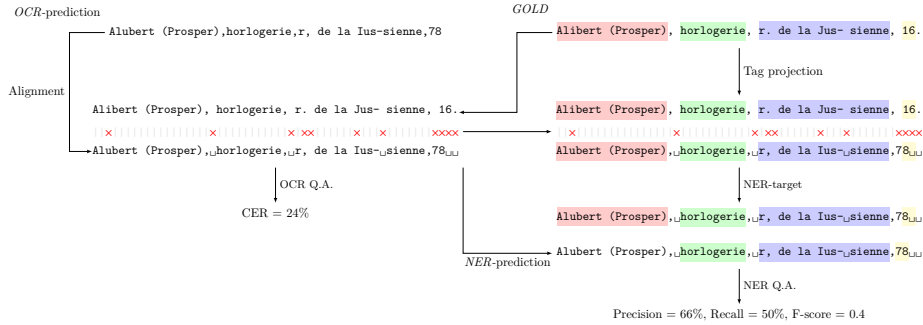 OCR-prediction
GOLD
Alubert (Prosper),horlogerie,r, de la Ius-sienne,78
Alibert (Prosper), horlogerie, r. de la Jus- sienne, 16.
Alignment
Tag projection
Alibert (Prosper), horlogerie, r. de la Jus- sienne, 16.
Alibert (Prosper), horlogerie, r. de la Jus- sienne, 16.
Alubert (Prosper),␣horlogerie,␣r, de la Ius-␣sienne,78␣␣
Alubert (Prosper),␣horlogerie,␣r, de la Ius-␣sienne,78␣␣
OCR Q.A.
NER-target
CER = 24%
Alubert (Prosper),␣horlogerie,␣r, de la Ius-␣sienne,78␣␣
NER-prediction
Alubert (Prosper),␣horlogerie,␣r, de la Ius-␣sienne,78␣␣
NER Q.A.
Precision = 66%, Recall = 50%, F-score = 0.4